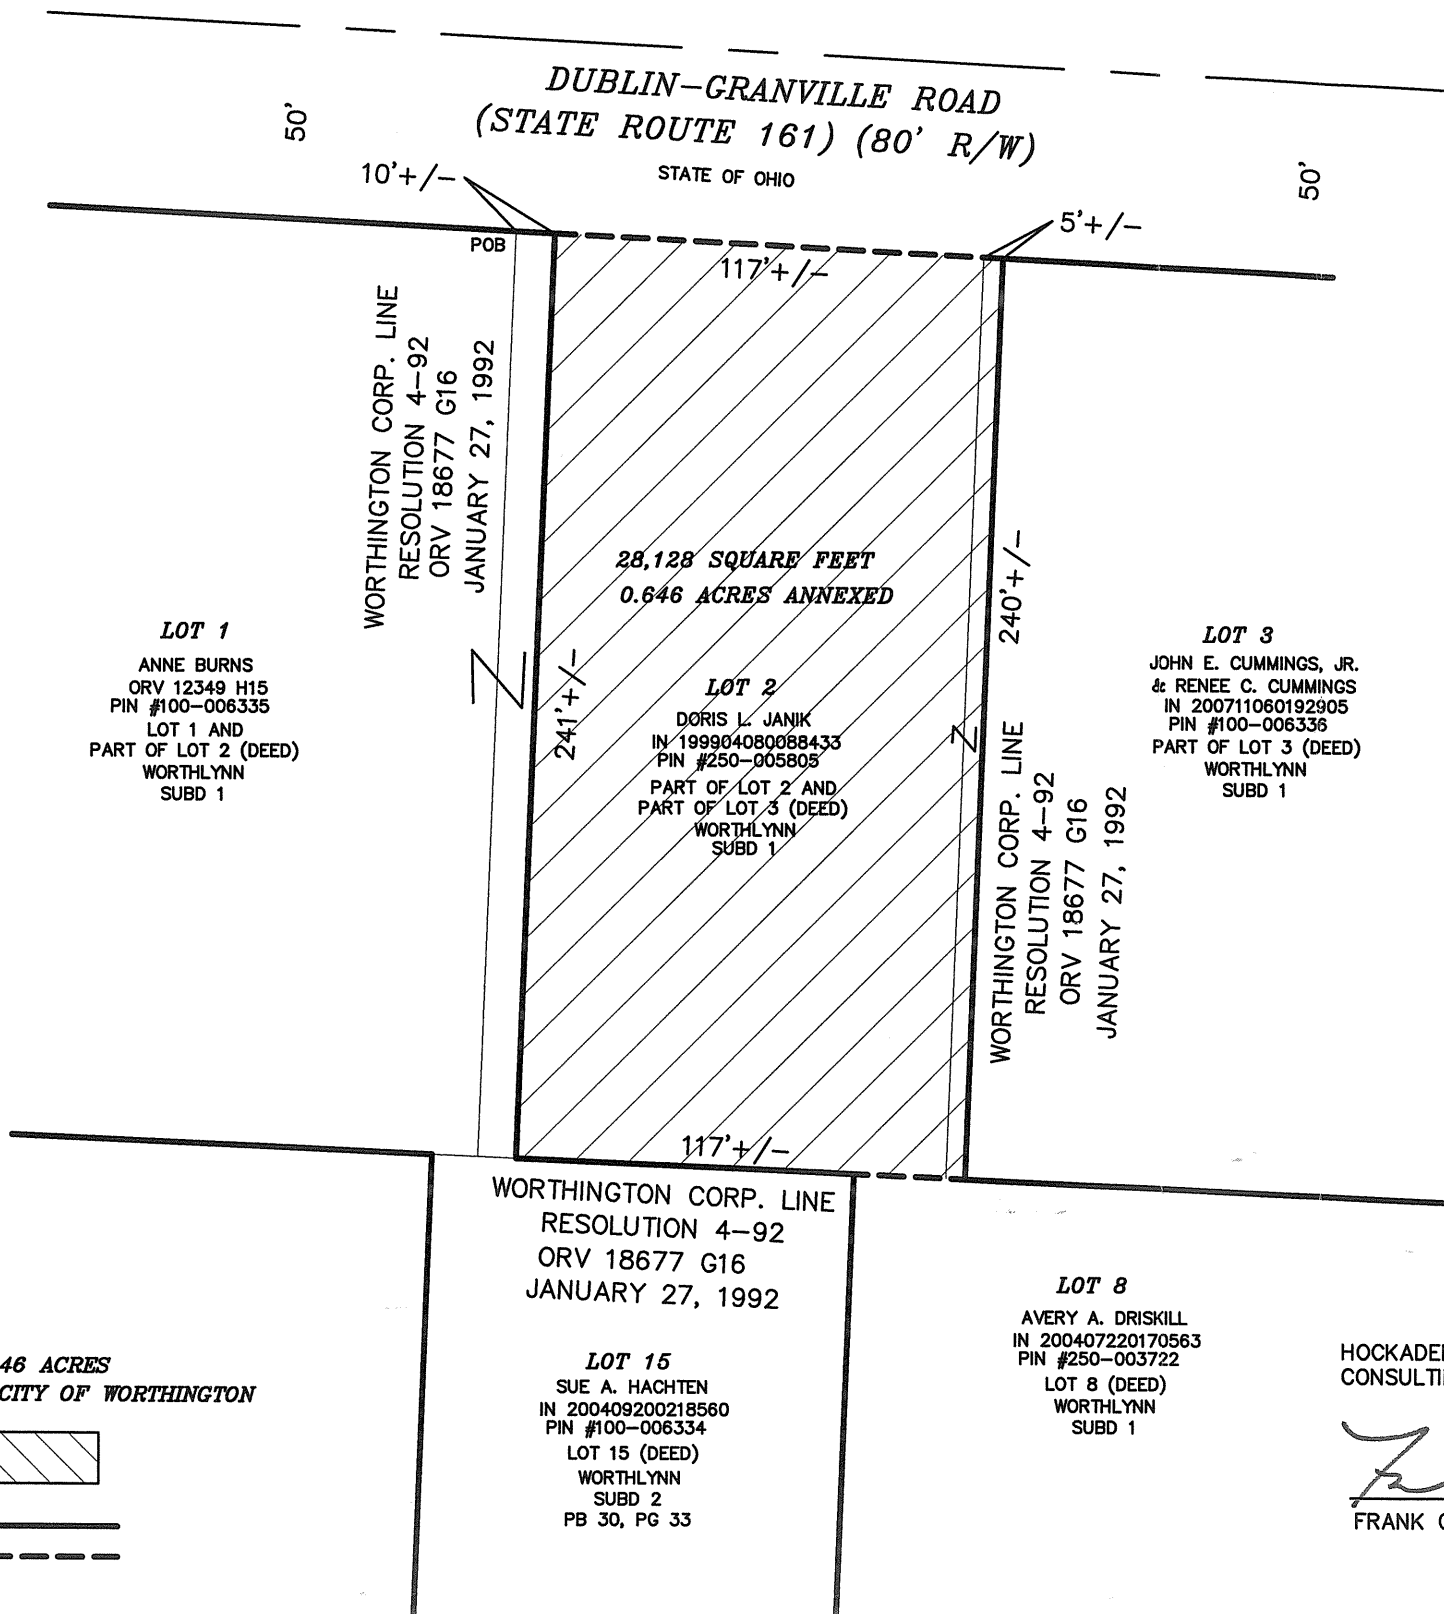 DUBLIN-GRANVILLE ROAD
(STATE ROUTE 161) (80' R/W)
STATE OF OHIO
50'
50'
10'+/-
5'+/-
POB
117'+/-
WORTHINGTON CORP. LINE
RESOLUTION 4-92
ORV 18677 G16
JANUARY 27, 1992
28,128 SQUARE FEET
0.646 ACRES ANNEXED
241'+/-
240'+/-
LOT 1
ANNE BURNS
ORV 12349 H15
PIN #100-006335
LOT 1 AND
PART OF LOT 2 (DEED)
WORTHLYNN
SUBD 1
LOT 2
DORIS L. JANIK
IN 199904080088433
PIN #250-005805
PART OF LOT 2 AND
PART OF LOT 3 (DEED)
WORTHLYNN
SUBD 1
LOT 3
JOHN E. CUMMINGS, JR.
& RENEE C. CUMMINGS
IN 200711060192905
PIN #100-006336
PART OF LOT 3 (DEED)
WORTHLYNN
SUBD 1
WORTHINGTON CORP. LINE
RESOLUTION 4-92
ORV 18677 G16
JANUARY 27, 1992
117'+/-
WORTHINGTON CORP. LINE
RESOLUTION 4-92
ORV 18677 G16
JANUARY 27, 1992
LOT 15
SUE A. HACHTEN
IN 200409200218560
PIN #100-006334
LOT 15 (DEED)
WORTHLYNN
SUBD 2
PB 30, PG 33
LOT 8
AVERY A. DRISKILL
IN 200407220170563
PIN #250-003722
LOT 8 (DEED)
WORTHLYNN
SUBD 1
46 ACRES
CITY OF WORTHINGTON
HOCKADE
CONSULTI
FRANK